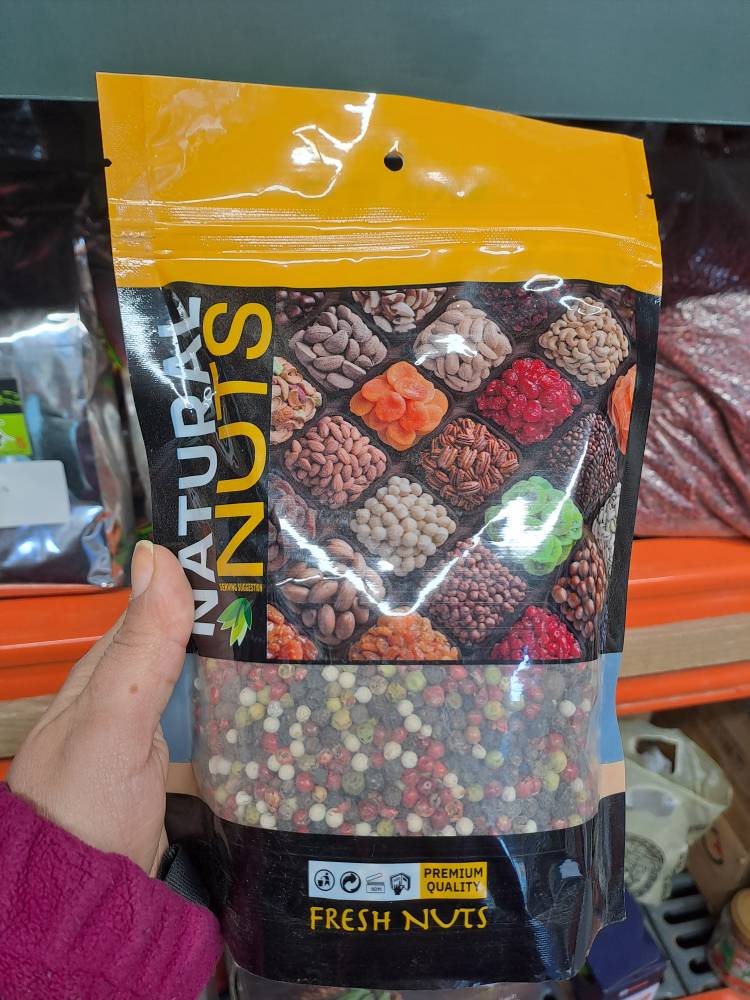 NATURAL
NUTS
SERVING SUGGESTION
PREMIUM
QUALITY
FRESH NUTS